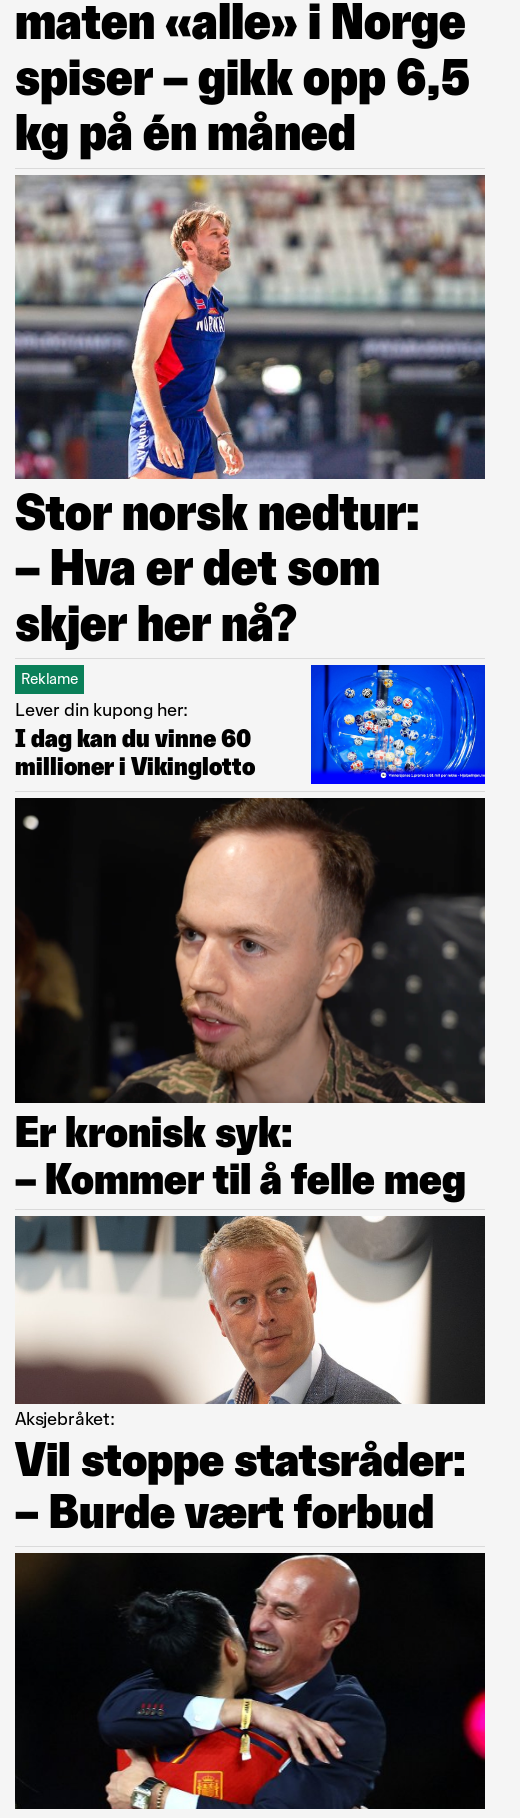 maten «alle» i Norge
spiser – gikk opp 6,5
kg på én måned
NORWAY
Stor norsk nedtur:
– Hva er det som
skjer her nå?
Reklame
Lever din kupong her:
I dag kan du vinne 60
millioner i Vikinglotto
Er kronisk syk:
– Kommer til å felle meg
Aksjebråket:
Vil stoppe statsråder:
– Burde vært forbud